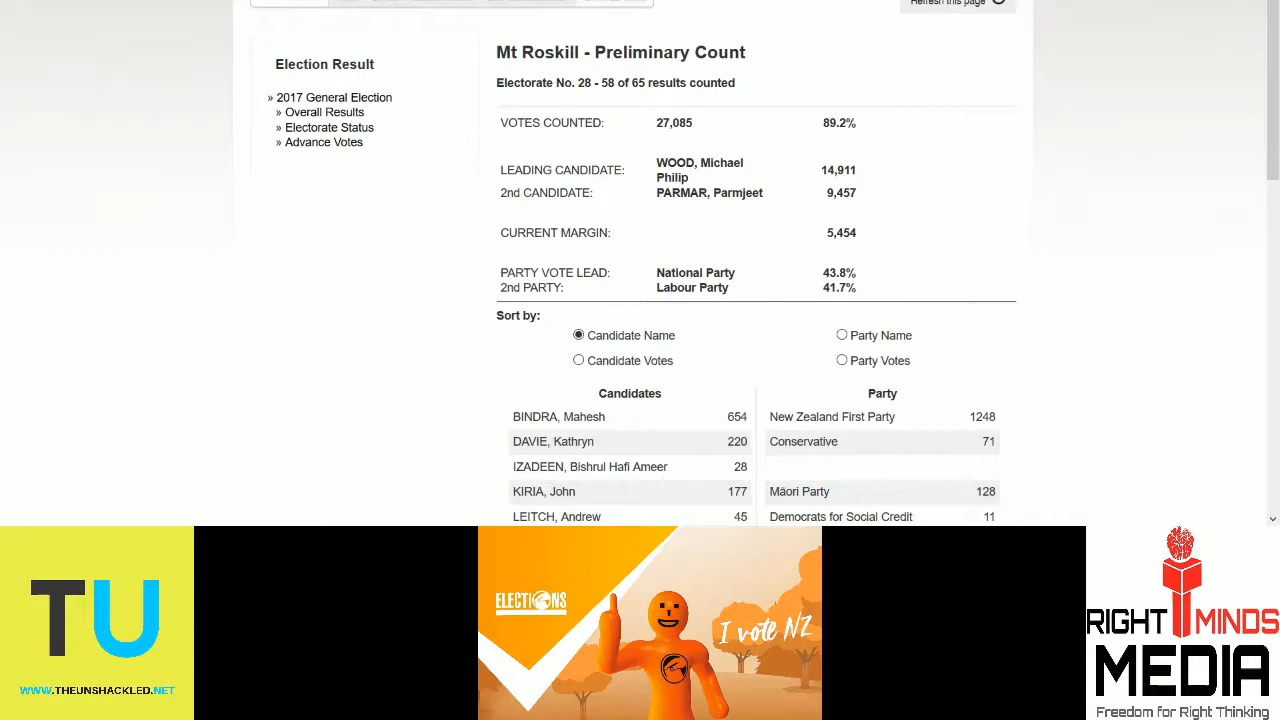 Refresh this page
Mt Roskill - Preliminary Count
Election Result
Electorate No. 28 - 58 of 65 results counted
» 2017 General Election
» Overall Results
» Electorate Status
» Advance Votes
VOTES COUNTED: 27,085 89.2%
LEADING CANDIDATE: WOOD, Michael Philip 14,911
2nd CANDIDATE: PARMAR, Parmjeet 9,457
CURRENT MARGIN: 5,454
PARTY VOTE LEAD: National Party 43.8%
2nd PARTY: Labour Party 41.7%
Sort by:
Candidate Name Party Name
Candidate Votes Party Votes
Candidates Party
BINDRA, Mahesh 654 New Zealand First Party 1248
DAVIE, Kathryn 220 Conservative 71
IZADEEN, Bishrul Hafi Ameer 28
KIRIA, John 177 Māori Party 128
LEITCH, Andrew 45 Democrats for Social Credit 11
TU
WWW.THEUNSHACKLED.NET
ELECTIONS
I vote NZ
RIGHT MINDS
MEDIA
Freedom for Right Thinking